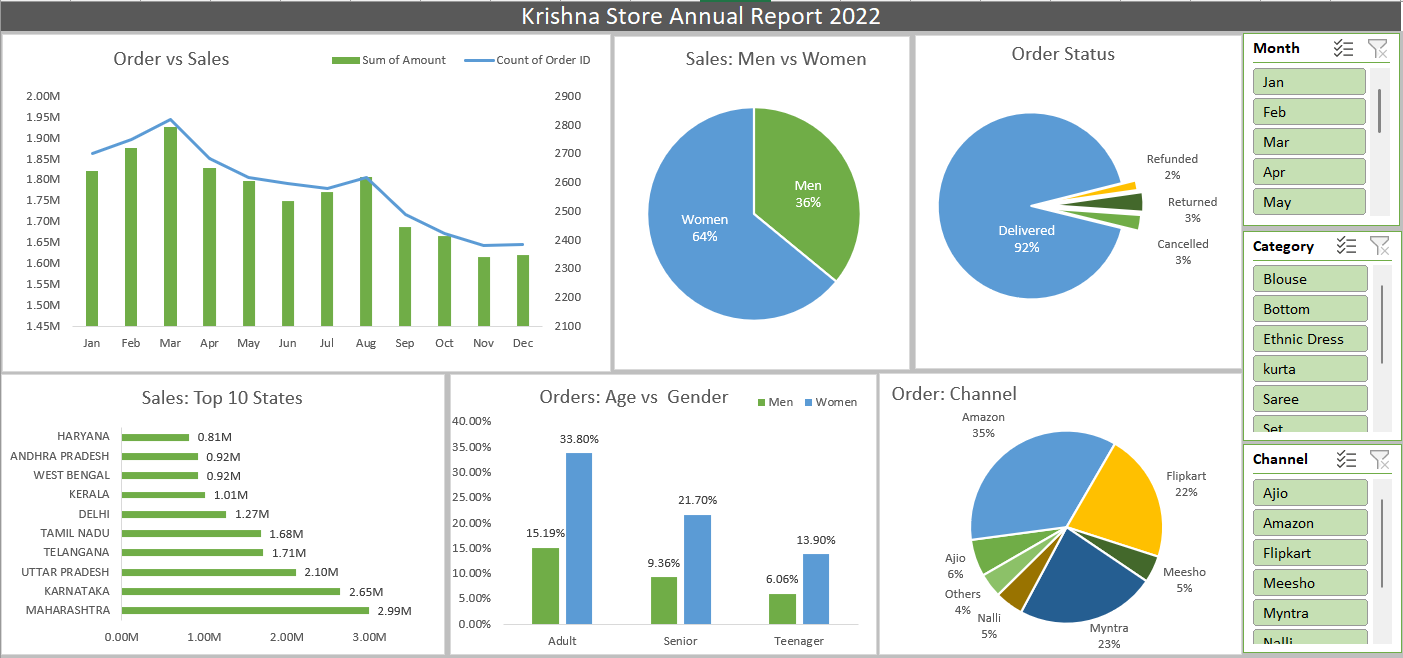 Krishna Store Annual Report 2022
Order vs Sales
Sum of Amount
Count of Order ID
2.00M
1.95M
1.90M
1.85M
1.80M
1.75M
1.70M
1.65M
1.60M
1.55M
1.50M
1.45M
2900
2800
2700
2600
2500
2400
2300
2200
2100
Jan Feb Mar Apr May Jun Jul Aug Sep Oct Nov Dec
Sales: Men vs Women
Men
36%
Women
64%
Order Status
Refunded
2%
Returned
3%
Cancelled
3%
Delivered
92%
Month
Jan
Feb
Mar
Apr
May
Category
Blouse
Bottom
Ethnic Dress
kurta
Saree
Set
Channel
Ajio
Amazon
Flipkart
Meesho
Myntra
Nalli
Sales: Top 10 States
HARYANA 0.81M
ANDHRA PRADESH 0.92M
WEST BENGAL 0.92M
KERALA 1.01M
DELHI 1.27M
TAMIL NADU 1.68M
TELANGANA 1.71M
UTTAR PRADESH 2.10M
KARNATAKA 2.65M
MAHARASHTRA 2.99M
0.00M 1.00M 2.00M 3.00M
Orders: Age vs Gender
Men
Women
40.00%
35.00%
30.00%
25.00%
20.00%
15.00%
10.00%
5.00%
0.00%
15.19%
33.80%
9.36%
21.70%
6.06%
13.90%
Adult Senior Teenager
Order: Channel
Amazon
35%
Flipkart
22%
Meesho
5%
Myntra
23%
Nalli
5%
Others
4%
Ajio
6%